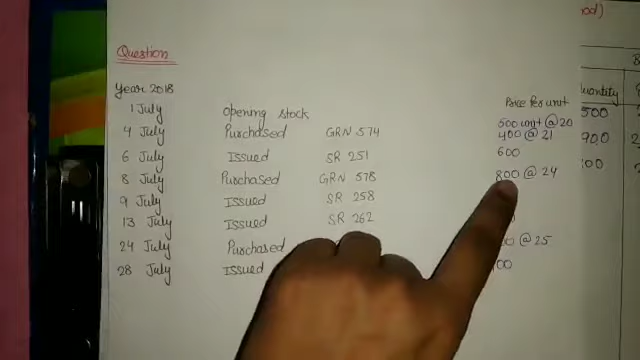 Question
Year 2018
Price Per unit
1 July opening stock 500 unit @ 20
4 July Purchased GRN 574 400 @ 21
6 July Issued SR 251 600
8 July Purchased GRN 578 800 @ 24
9 July Issued SR 258
13 July Issued SR 262
24 July Purchased @ 25
28 July Issued
500
900